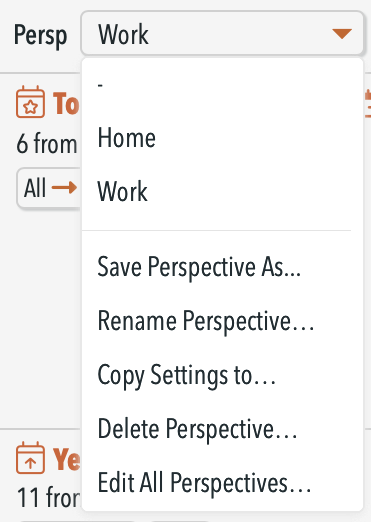 Persp Work
-
To
6 from
Home
All
Work
Save Perspective As...
Rename Perspective...
Copy Settings to...
Delete Perspective...
Ye
Edit All Perspectives...
11 from